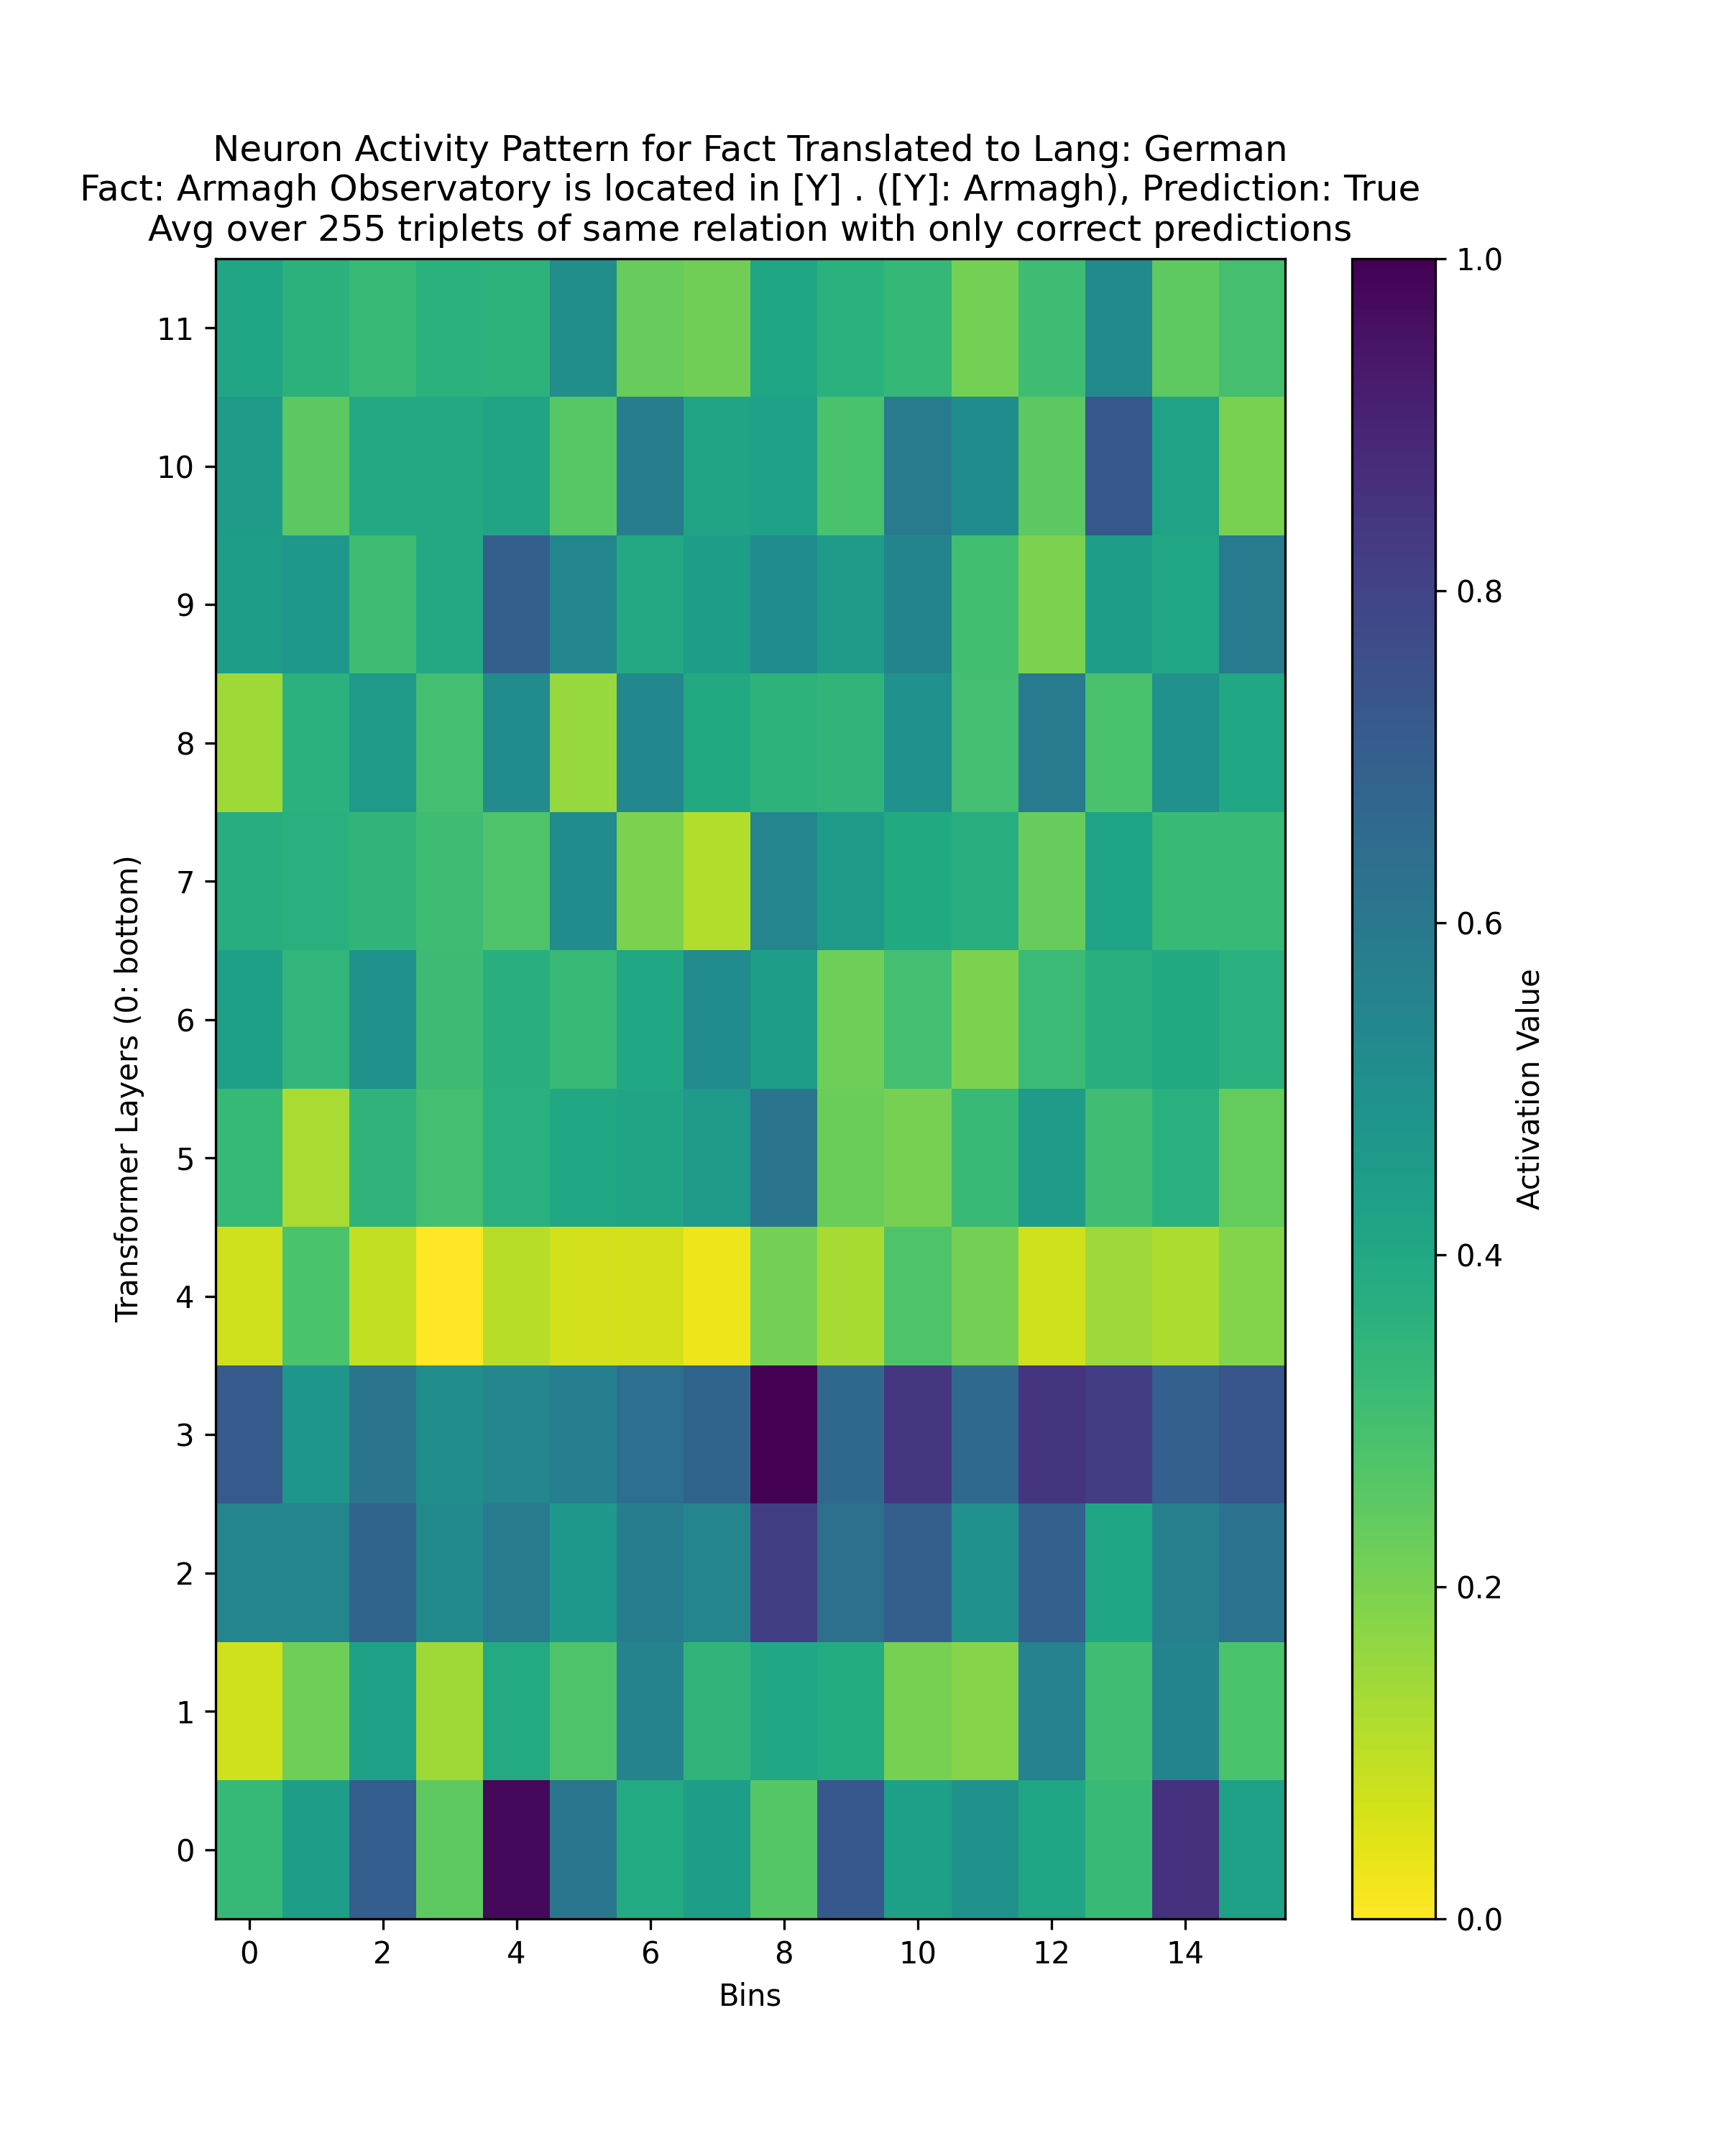 Neuron Activity Pattern for Fact Translated to Lang: German
Fact: Armagh Observatory is located in [Y] . ([Y]: Armagh), Prediction: True
Avg over 255 triplets of same relation with only correct predictions
Transformer Layers (0: bottom)
11
10
9
8
7
6
5
4
3
2
1
0
0 2 4 6 8 10 12 14
Bins
1.0
0.8
0.6
0.4
0.2
0.0
Activation Value